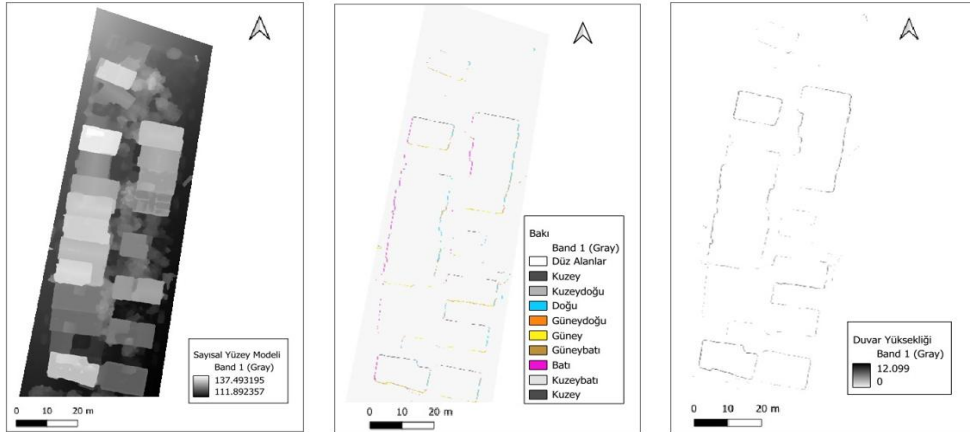 Sayısal Yüzey Modeli
Band 1 (Gray)
137.493195
111.892357
0 10 20 m
Bakı
Band 1 (Gray)
Düz Alanlar
Kuzey
Kuzeydoğu
Doğu
Güneydoğu
Güney
Güneybatı
Batı
Kuzeybatı
Kuzey
0 10 20 m
Duvar Yüksekliği
Band 1 (Gray)
12.099
0
0 10 20 m